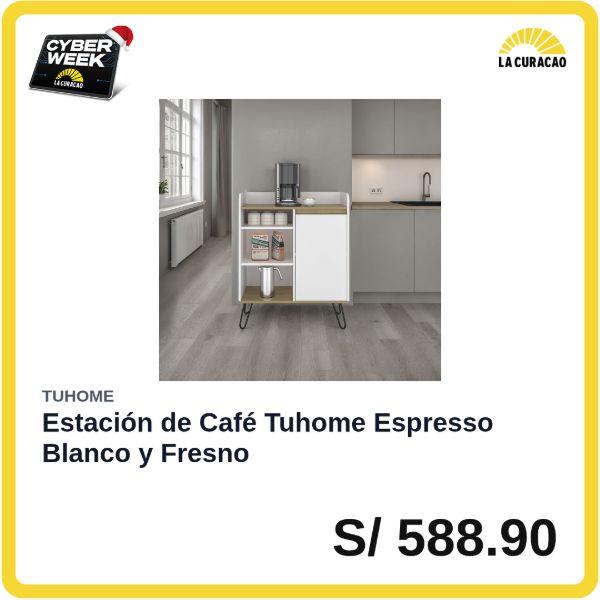 CYBER
WEEK
LA CURACAO
LA CURACAO
TUHOME
Estación de Café Tuhome Espresso
Blanco y Fresno
S/ 588.90